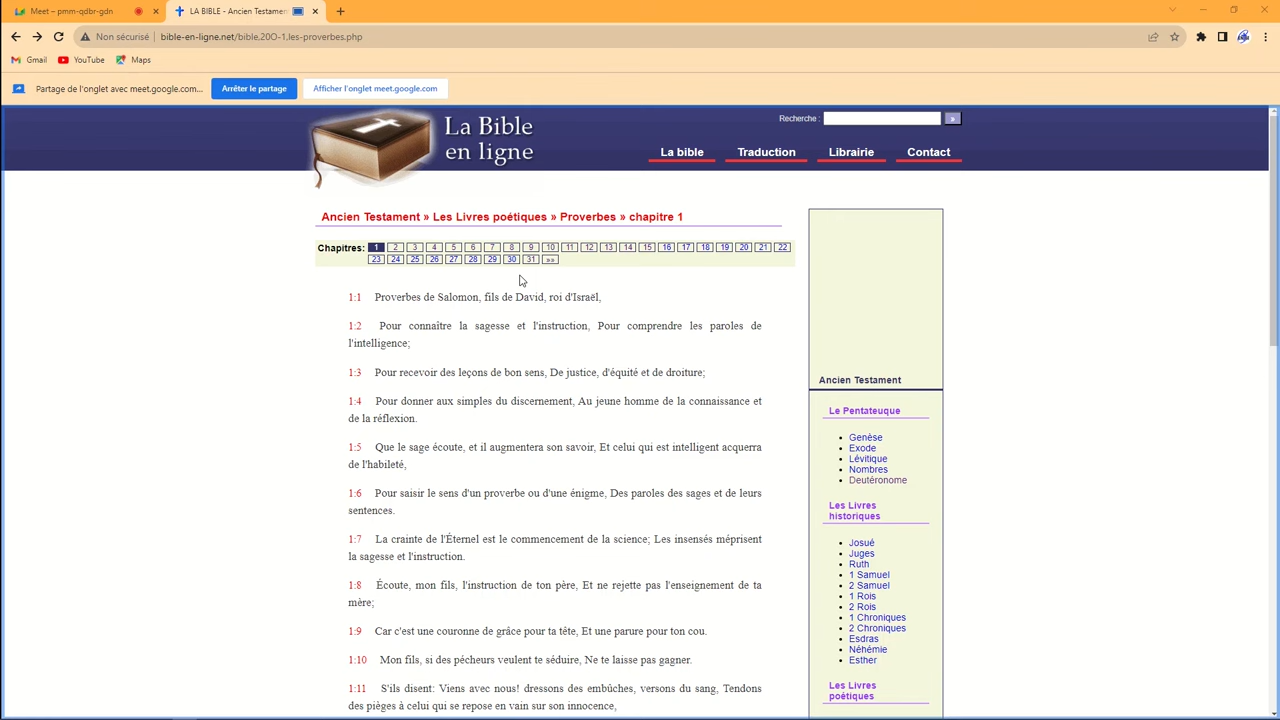 Meet – pmm-qdbr-gdn
LA BIBLE - Ancien Testament
Non sécurisé
bible-en-ligne.net/bible,20O-1,les-proverbes.php
Gmail YouTube Maps
Partage de l'onglet avec meet.google.com...
Arrêter le partage
Afficher l'onglet meet.google.com
La Bible
en ligne
Recherche :
»
La bible Traduction Librairie Contact
Ancien Testament » Les Livres poétiques » Proverbes » chapitre 1
Chapitres: 1 2 3 4 5 6 7 8 9 10 11 12 13 14 15 16 17 18 19 20 21 22
23 24 25 26 27 28 29 30 31 »»
1:1 Proverbes de Salomon, fils de David, roi d'Israël,
1:2 Pour connaître la sagesse et l'instruction, Pour comprendre les paroles de
l'intelligence;
1:3 Pour recevoir des leçons de bon sens, De justice, d'équité et de droiture;
1:4 Pour donner aux simples du discernement, Au jeune homme de la connaissance et
de la réflexion.
1:5 Que le sage écoute, et il augmentera son savoir, Et celui qui est intelligent acquerra
de l'habileté,
1:6 Pour saisir le sens d'un proverbe ou d'une énigme, Des paroles des sages et de leurs
sentences.
1:7 La crainte de l'Éternel est le commencement de la science; Les insensés méprisent
la sagesse et l'instruction.
1:8 Écoute, mon fils, l'instruction de ton père, Et ne rejette pas l'enseignement de ta
mère;
1:9 Car c'est une couronne de grâce pour ta tête, Et une parure pour ton cou.
1:10 Mon fils, si des pécheurs veulent te séduire, Ne te laisse pas gagner.
1:11 S'ils disent: Viens avec nous! dressons des embûches, versons du sang, Tendons
des pièges à celui qui se repose en vain sur son innocence,
Ancien Testament
Le Pentateuque
Genèse
Exode
Lévitique
Nombres
Deutéronome
Les Livres
historiques
Josué
Juges
Ruth
1 Samuel
2 Samuel
1 Rois
2 Rois
1 Chroniques
2 Chroniques
Esdras
Néhémie
Esther
Les Livres
poétiques